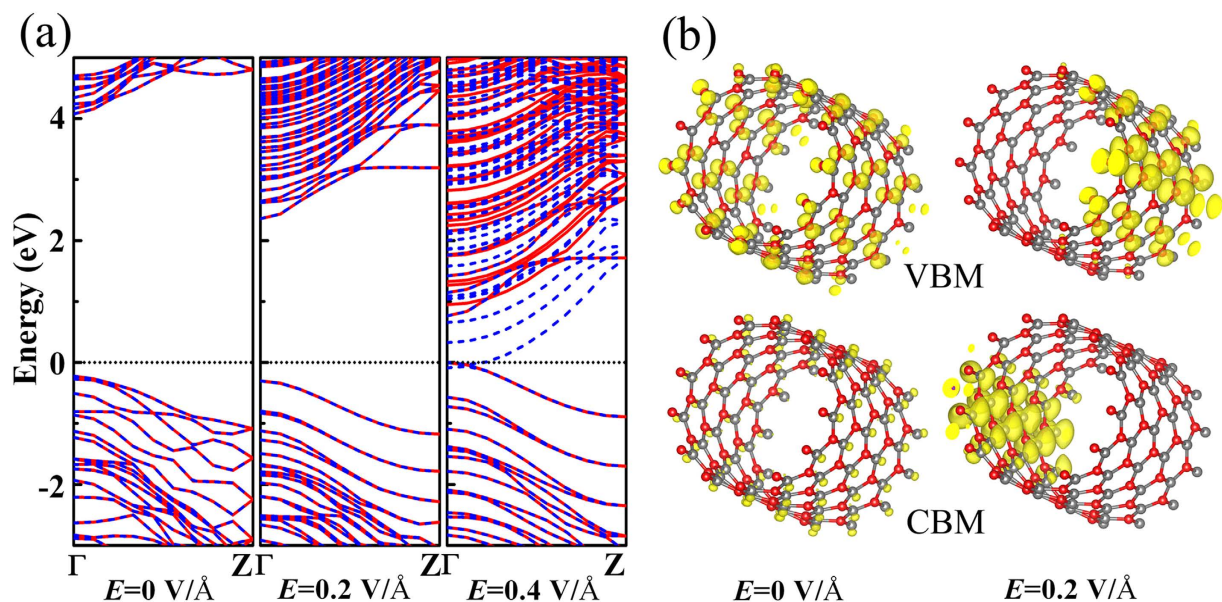 (a)
(b)
Energy (eV)
4
2
0
-2
Γ
Z
Γ
Z
Γ
Z
E=0 V/Å
E=0.2 V/Å
E=0.4 V/Å
VBM
CBM
E=0 V/Å
E=0.2 V/Å